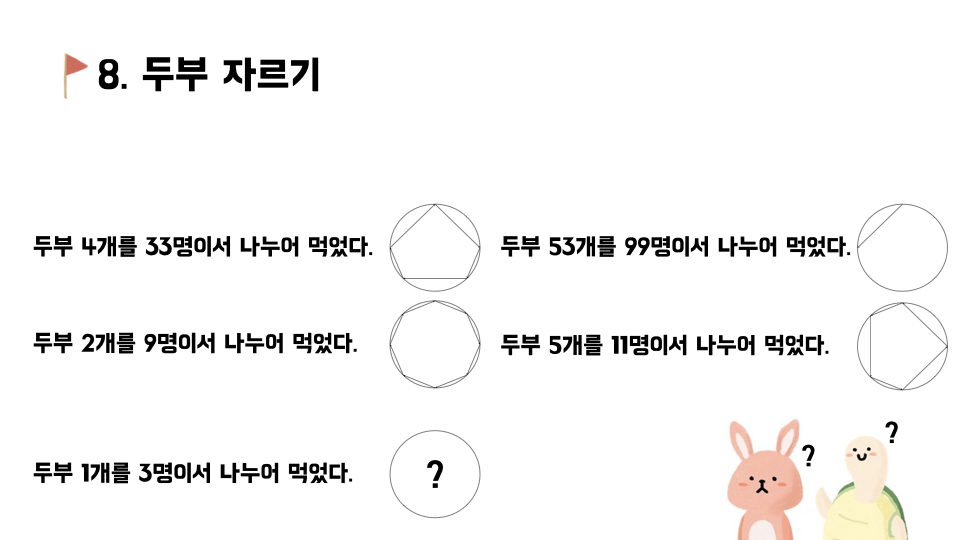 8. 두부 자르기
두부 4개를 33명이서 나누어 먹었다.
두부 53개를 99명이서 나누어 먹었다.
두부 2개를 9명이서 나누어 먹었다.
두부 5개를 11명이서 나누어 먹었다.
두부 1개를 3명이서 나누어 먹었다.
?
?
?